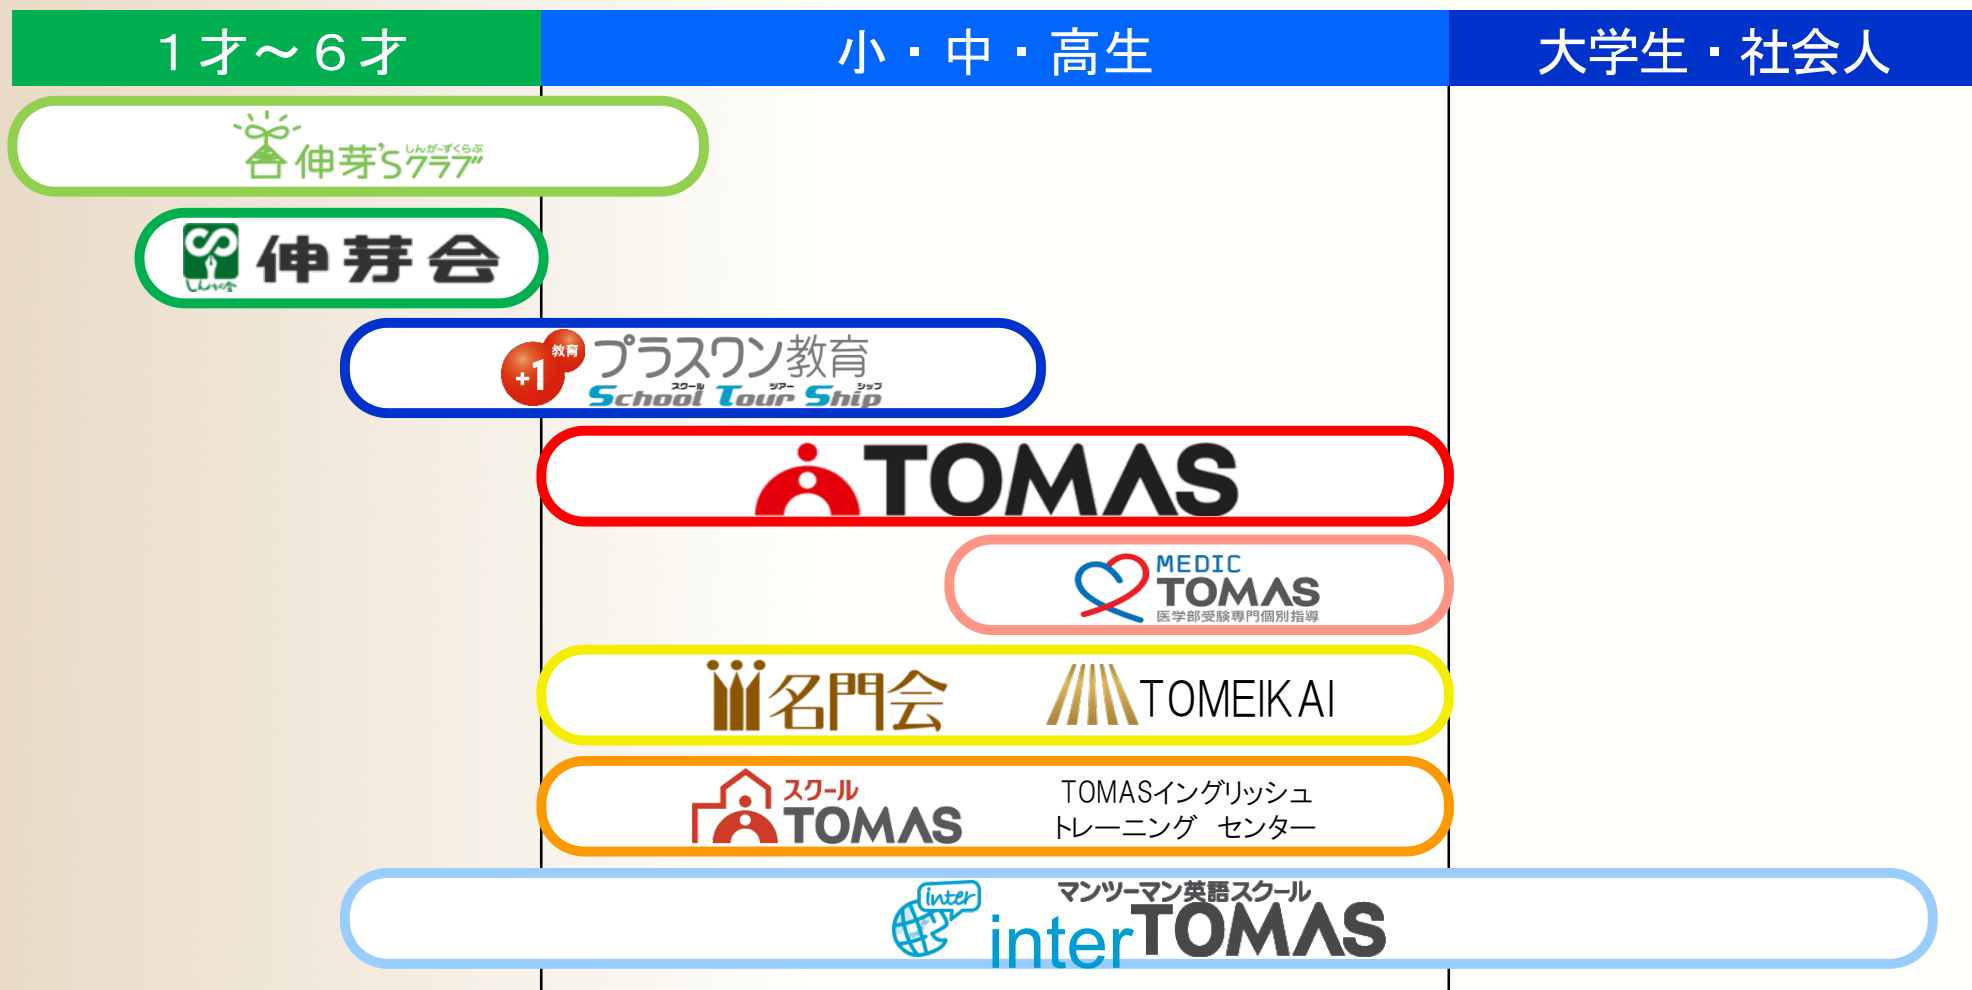 １才～６才
小・中・高生
大学生・社会人
しんが～ずくらぶ
伸芽'Sクラブ
伸芽会
しんが会
教育
+1
プラスワン教育
スクール ツアー シップ
School Tour Ship
TOMAS
MEDIC
TOMAS
医学部受験専門個別指導
名門会
TOMEIKAI
スクール
TOMAS
TOMASイングリッシュ
トレーニング　センター
inter
マンツーマン英語スクール
interTOMAS